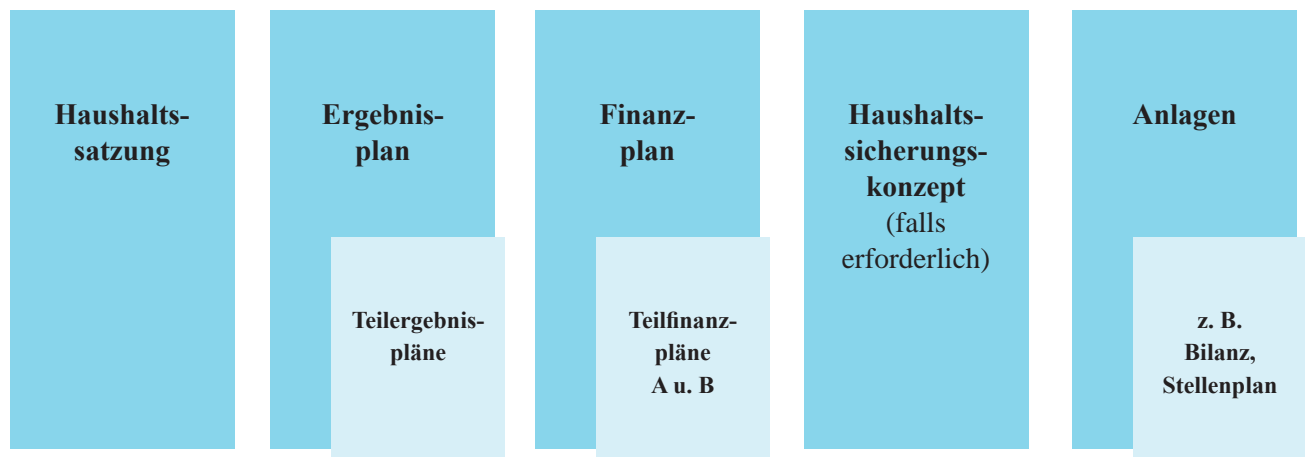 Haushalts-
satzung
Ergebnis-
plan
Teilergebnis-
pläne
Finanz-
plan
Teilfinanz-
pläne
A u. B
Haushalts-
sicherungs-
konzept
(falls
erforderlich)
Anlagen
z. B.
Bilanz,
Stellenplan